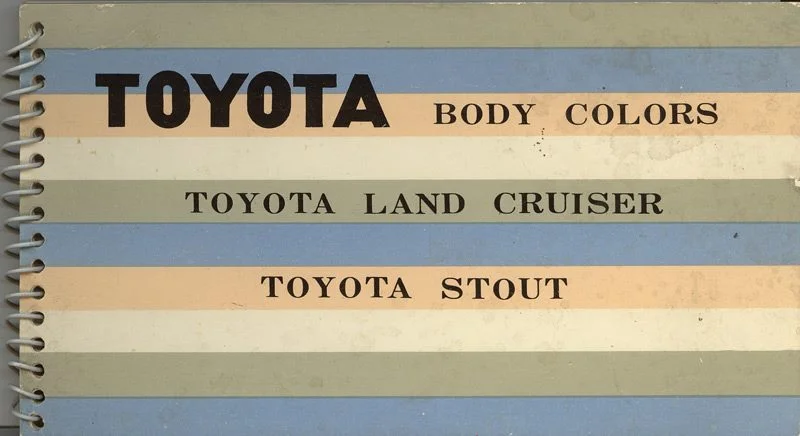 TOYOTA BODY COLORS
TOYOTA LAND CRUISER
TOYOTA STOUT